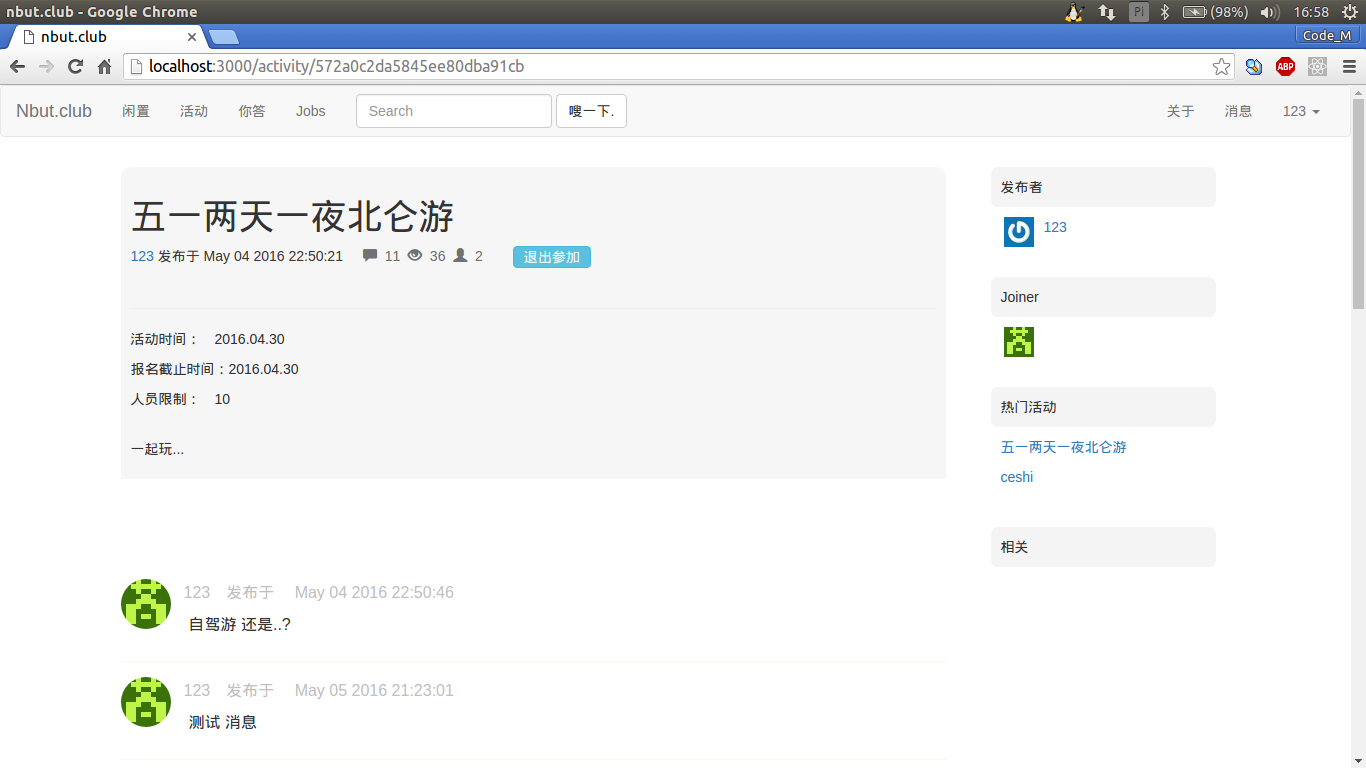 nbut.club - Google Chrome
Pi (98%) 16:58
nbut.club
Code_M
localhost:3000/activity/572a0c2da5845ee80dba91cb
ABP
Nbut.club 闲置 活动 你答 Jobs Search 嗖一下. 关于 消息 123
五一两天一夜北仑游
123 发布于 May 04 2016 22:50:21 11 36 2 退出参加
活动时间： 2016.04.30
报名截止时间：2016.04.30
人员限制： 10
一起玩...
123 发布于 May 04 2016 22:50:46
自驾游 还是..?
123 发布于 May 05 2016 21:23:01
测试 消息
发布者
123
Joiner
热门活动
五一两天一夜北仑游
ceshi
相关